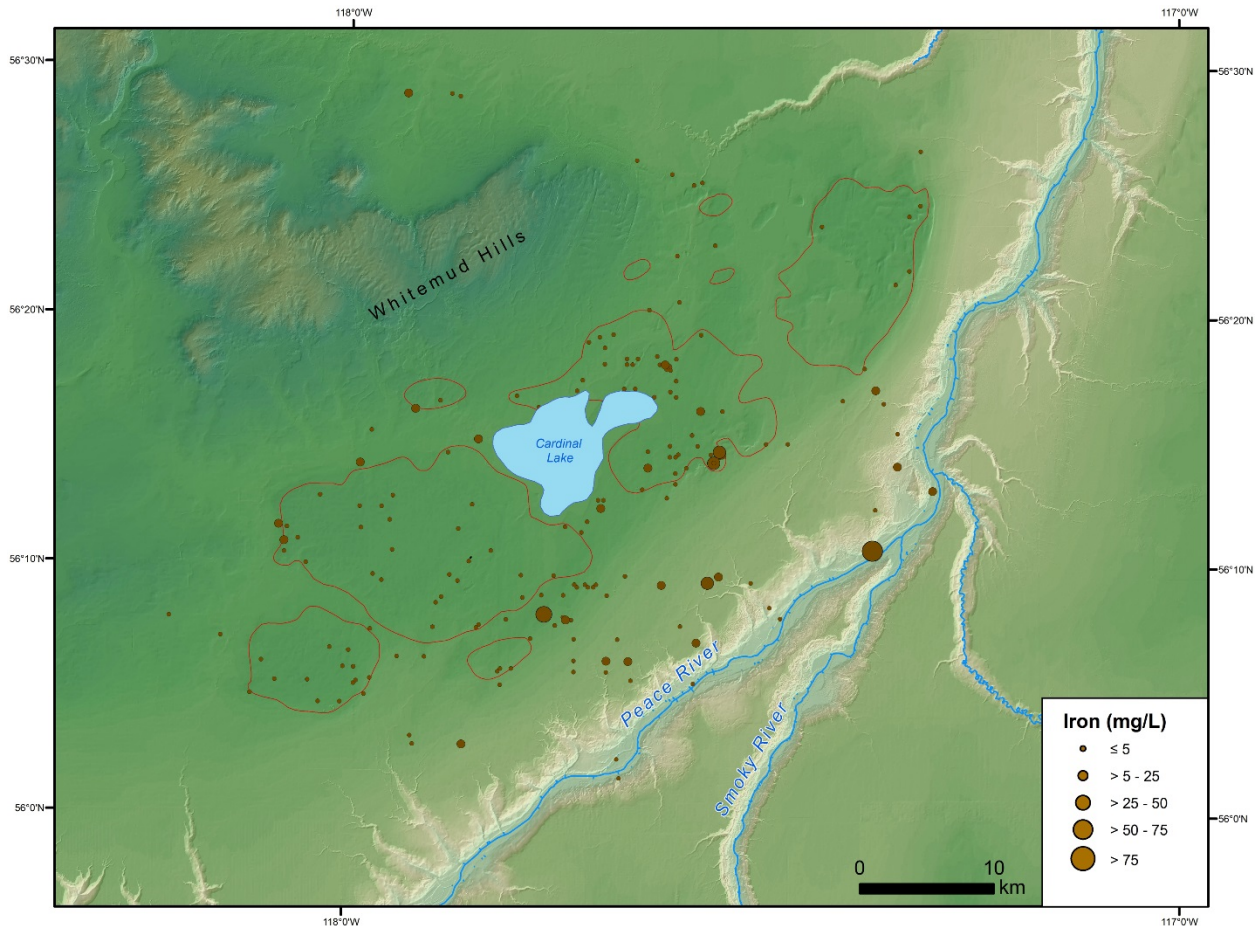 118°0'W
117°0'W
56°30'N
56°30'N
Whitemud Hills
56°20'N
56°20'N
Cardinal
Lake
56°10'N
56°10'N
Peace River
Smoky River
Iron (mg/L)
≤ 5
> 5 - 25
> 25 - 50
> 50 - 75
> 75
56°0'N
56°0'N
0 10
km
118°0'W
117°0'W